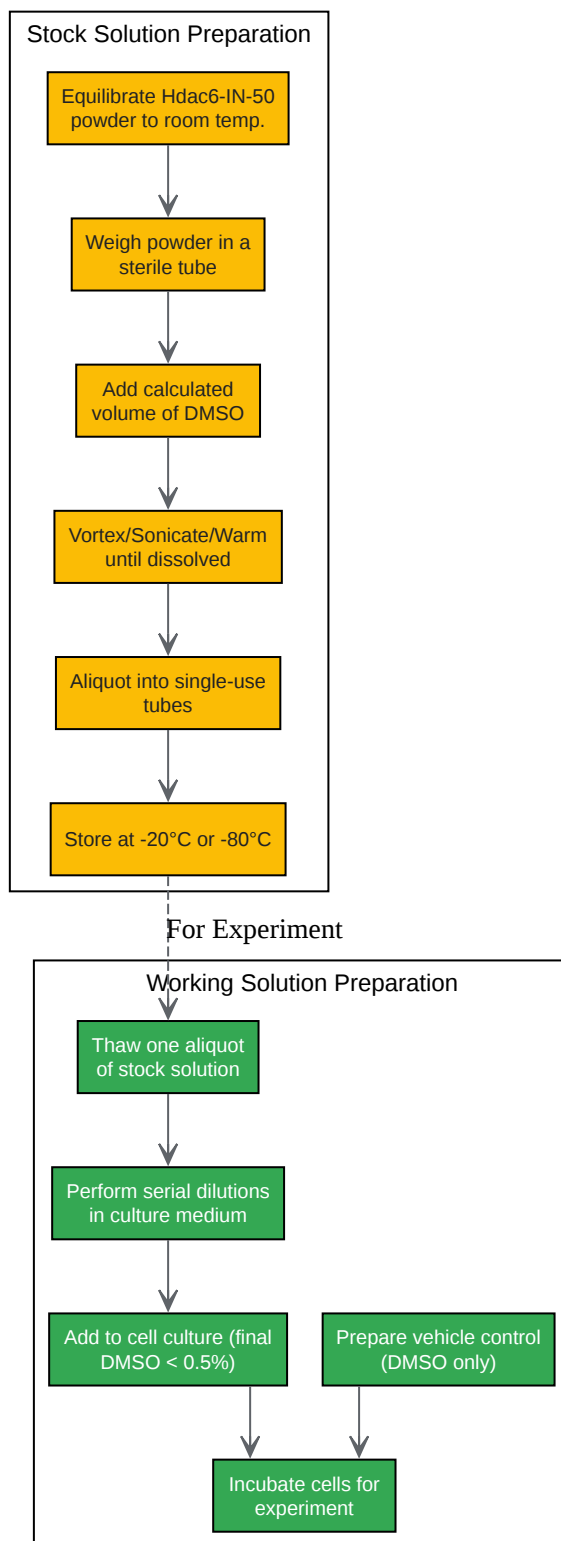 Stock Solution Preparation
Equilibrate Hdac6-IN-50
powder to room temp.
Weigh powder in a
sterile tube
Add calculated
volume of DMSO
Vortex/Sonicate/Warm
until dissolved
Aliquot into single-use
tubes
Store at -20°C or -80°C
For Experiment
Working Solution Preparation
Thaw one aliquot
of stock solution
Perform serial dilutions
in culture medium
Add to cell culture (final
DMSO < 0.5%)
Prepare vehicle control
(DMSO only)
Incubate cells for
experiment